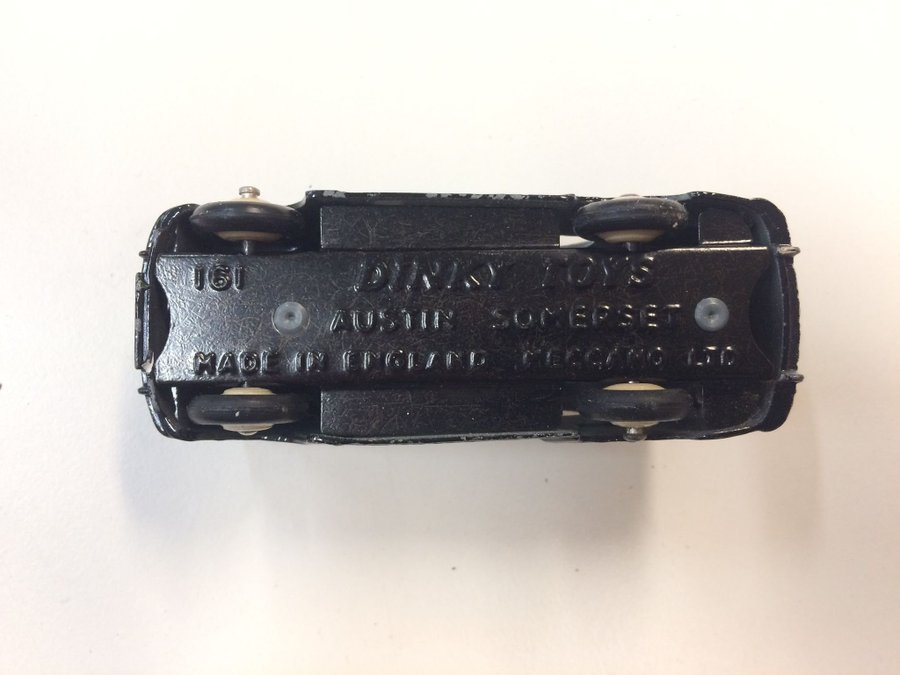 161 DINKY TOYS
AUSTIN SOMERSET
MADE IN ENGLAND MECCANO LTD